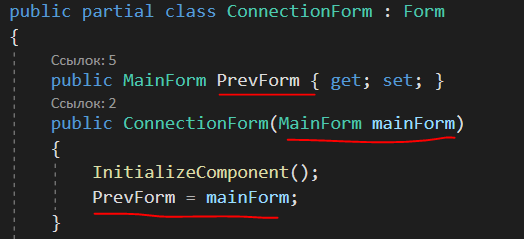 public partial class ConnectionForm : Form
{
Ссылок: 5
public MainForm PrevForm { get; set; }
Ссылок: 2
public ConnectionForm(MainForm mainForm)
{
InitializeComponent();
PrevForm = mainForm;
}